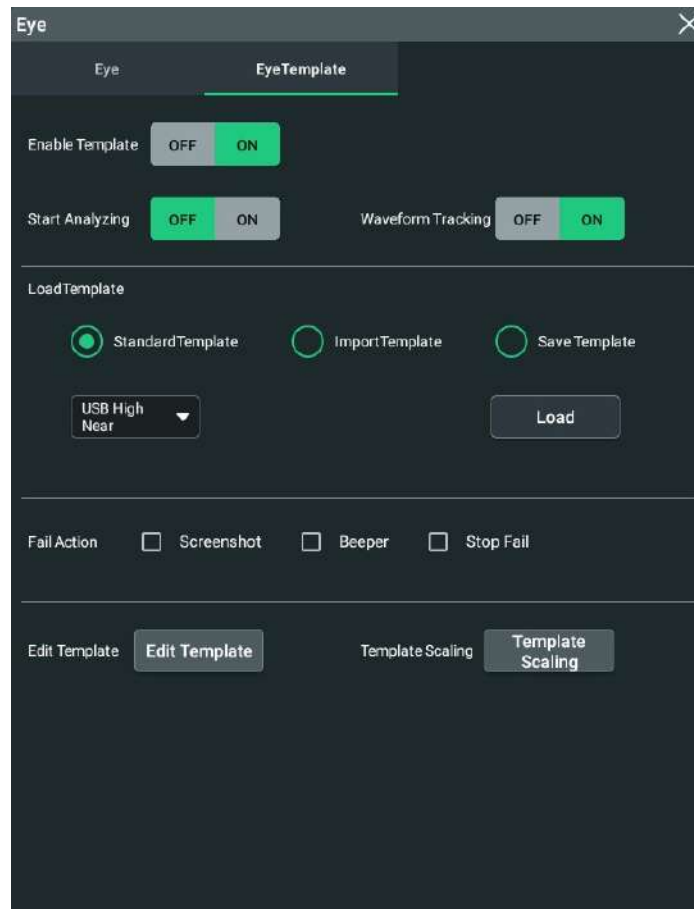 Eye
Eye EyeTemplate
Enable Template OFF ON
Start Analyzing OFF ON Waveform Tracking OFF ON
LoadTemplate
StandardTemplate ImportTemplate Save Template
USB High
Near
Load
Fail Action Screenshot Beeper Stop Fail
Edit Template Edit Template Template Scaling Template
Scaling